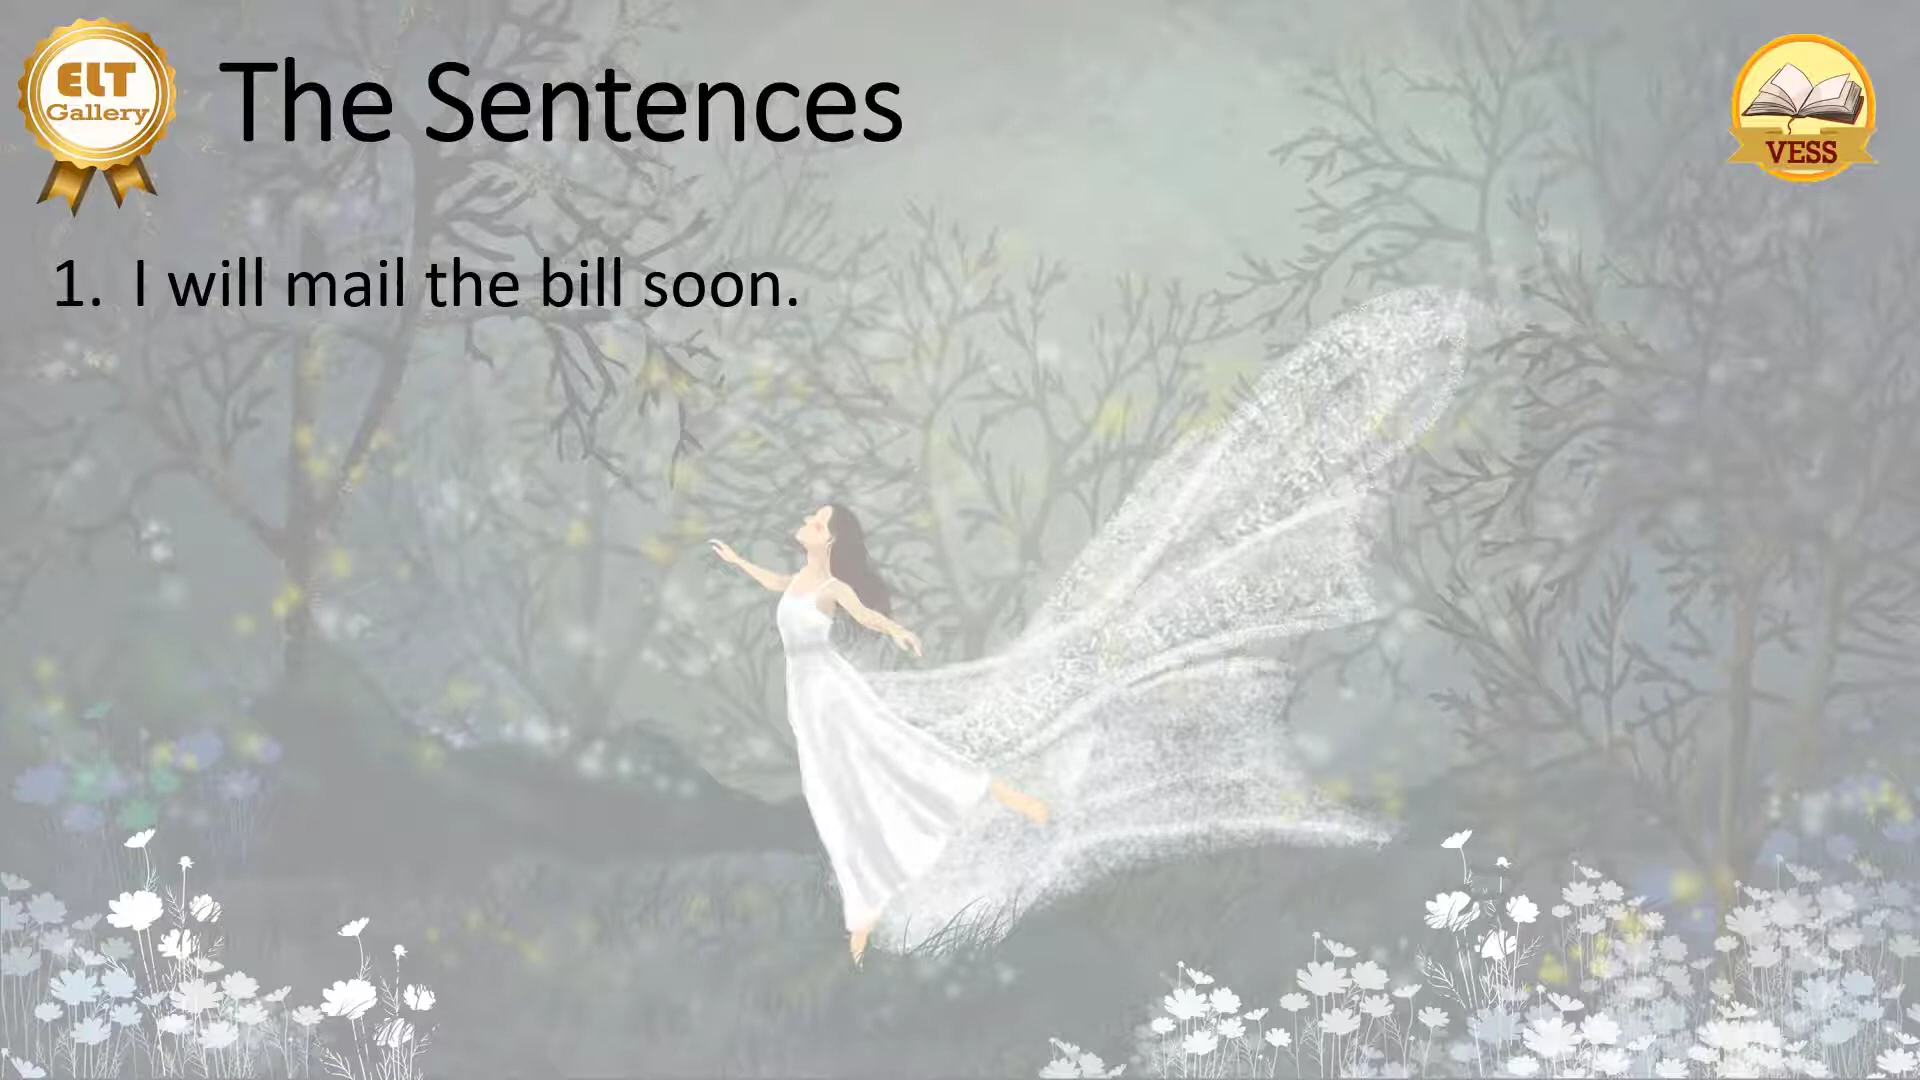 ELT
Gallery
The Sentences
VESS
1. I will mail the bill soon.